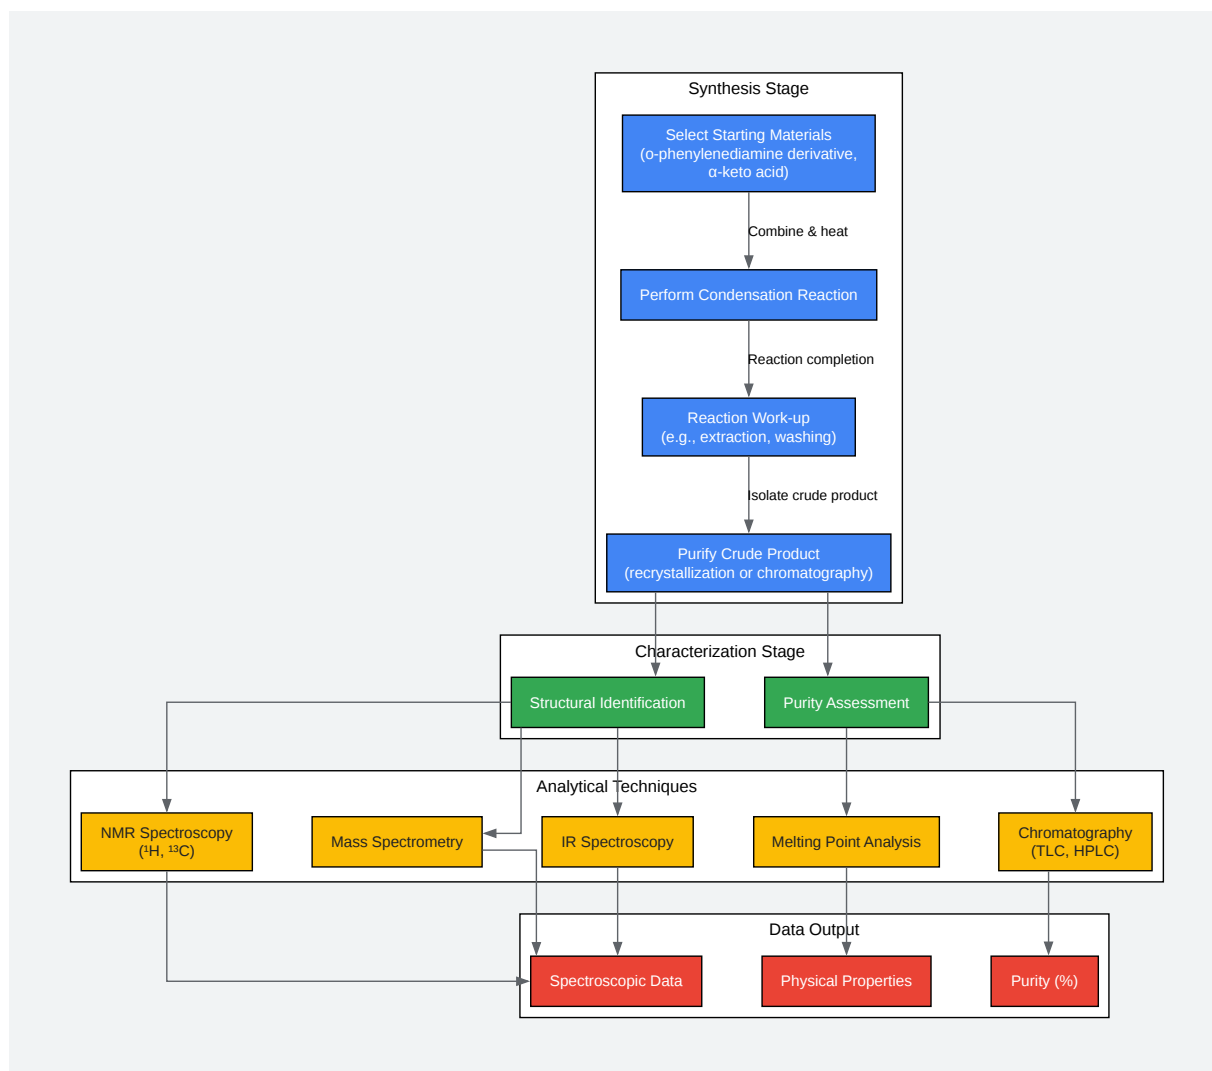 Synthesis Stage
Select Starting Materials
(o-phenylenediamine derivative,
α-keto acid)
Combine & heat
Perform Condensation Reaction
Reaction completion
Reaction Work-up
(e.g., extraction, washing)
Isolate crude product
Purify Crude Product
(recrystallization or chromatography)
Characterization Stage
Structural Identification
Purity Assessment
Analytical Techniques
NMR Spectroscopy
(¹H, ¹³C)
Mass Spectrometry
IR Spectroscopy
Melting Point Analysis
Chromatography
(TLC, HPLC)
Data Output
Spectroscopic Data
Physical Properties
Purity (%)